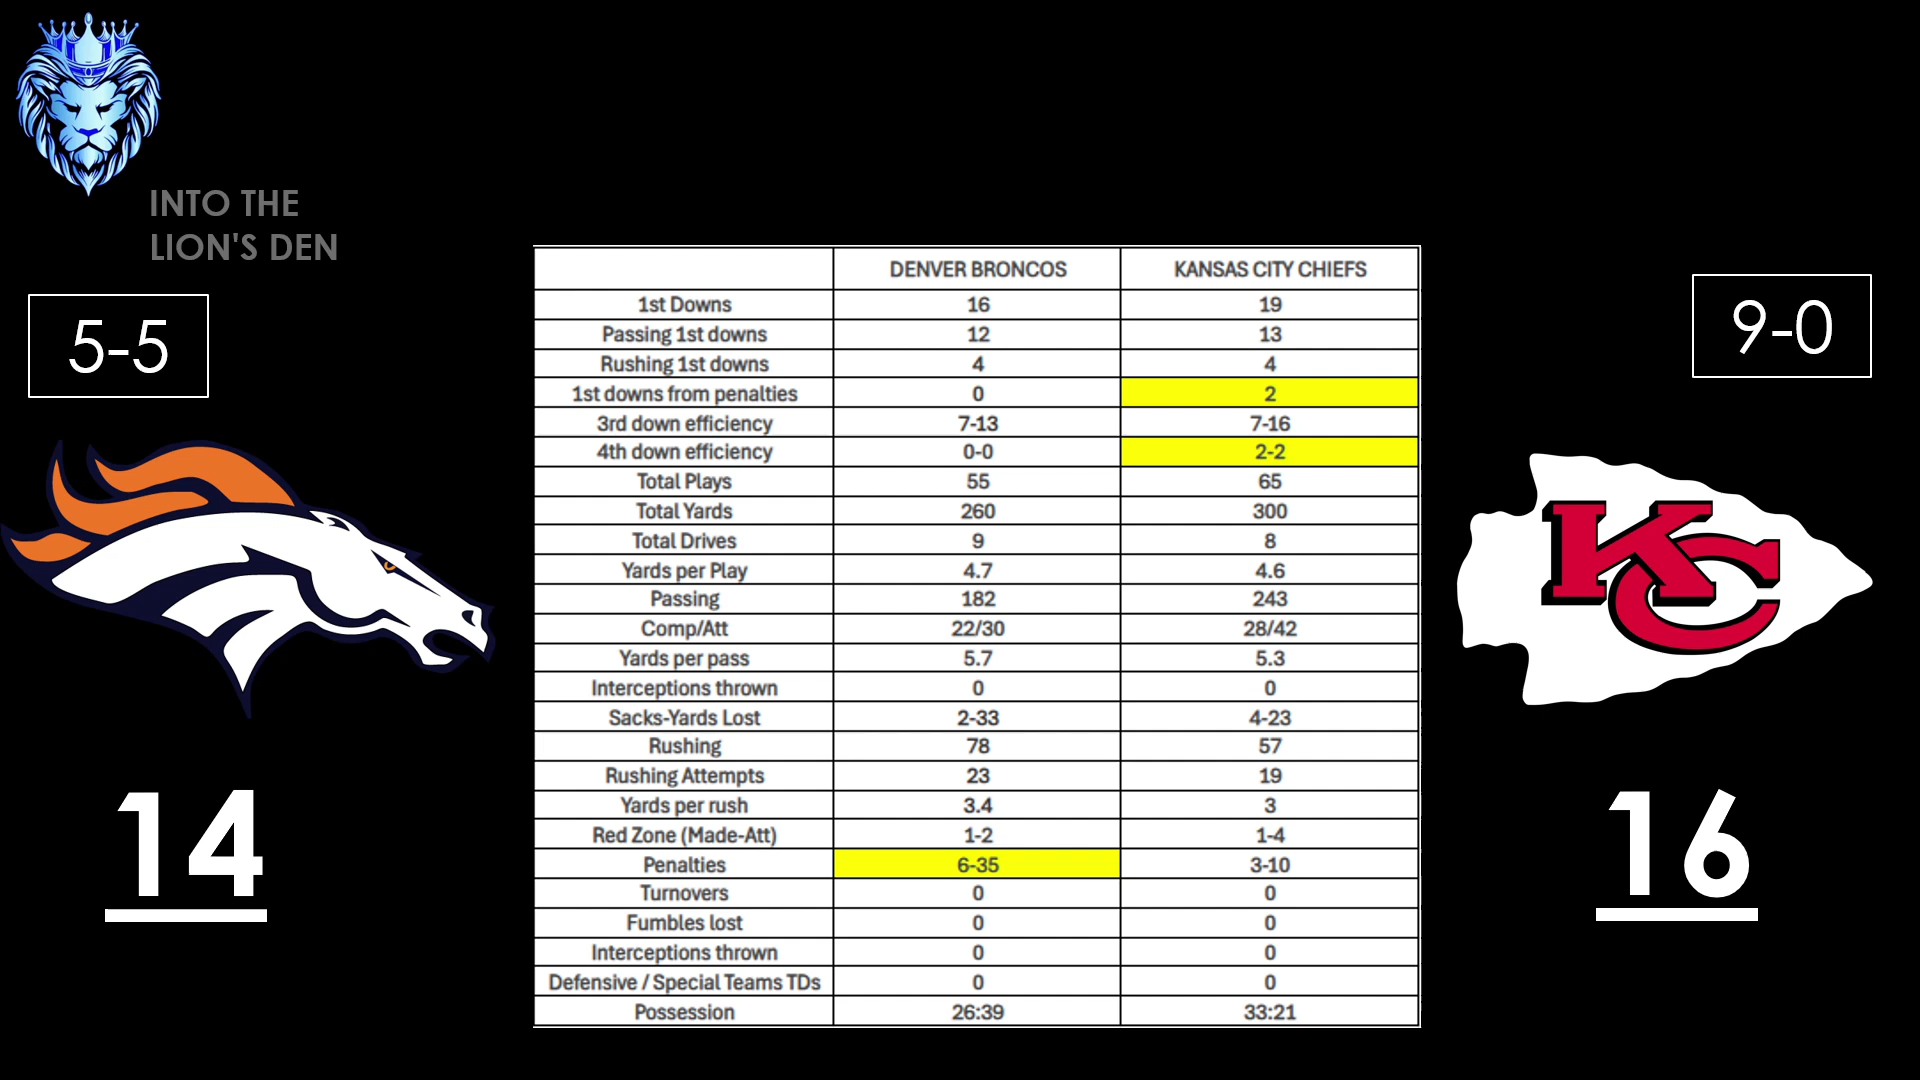 INTO THE
LION'S DEN
5-5
9-0
DENVER BRONCOS KANSAS CITY CHIEFS
1st Downs 16 19
Passing 1st downs 12 13
Rushing 1st downs 4 4
1st downs from penalties 0 2
3rd down efficiency 7-13 7-16
4th down efficiency 0-0 2-2
Total Plays 55 65
Total Yards 260 300
Total Drives 9 8
Yards per Play 4.7 4.6
Passing 182 243
Comp/Att 22/30 28/42
Yards per pass 5.7 5.3
Interceptions thrown 0 0
Sacks-Yards Lost 2-33 4-23
Rushing 78 57
Rushing Attempts 23 19
Yards per rush 3.4 3
Red Zone (Made-Att) 1-2 1-4
Penalties 6-35 3-10
Turnovers 0 0
Fumbles lost 0 0
Interceptions thrown 0 0
Defensive / Special Teams TDs 0 0
Possession 26:39 33:21
KC
14
16